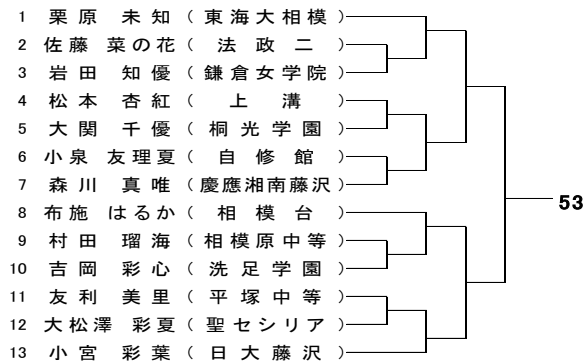 1 栗原 未知 ( 東海大相模 )
2 佐藤 菜の花 ( 法政二 )
3 岩田 知優 ( 鎌倉女学院 )
4 松本 杏紅 ( 上溝 )
5 大関 千優 ( 桐光学園 )
6 小泉 友理夏 ( 自修館 )
7 森川 真唯 ( 慶應湘南藤沢 )
8 布施 はるか ( 相模台 )
9 村田 瑠海 ( 相模原中等 )
10 吉岡 彩心 ( 洗足学園 )
11 友利 美里 ( 平塚中等 )
12 大松澤 彩夏 ( 聖セシリア )
13 小宮 彩葉 ( 日大藤沢 )
53